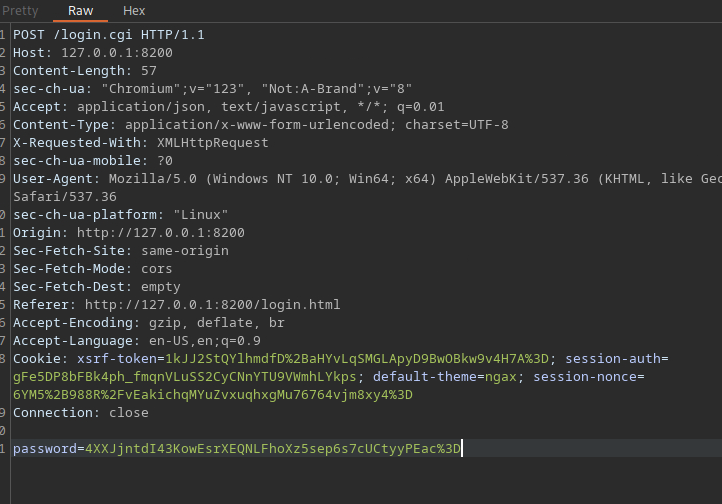 Pretty Raw Hex
1 POST /login.cgi HTTP/1.1
2 Host: 127.0.0.1:8200
3 Content-Length: 57
4 sec-ch-ua: "Chromium";v="123", "Not:A-Brand";v="8"
5 Accept: application/json, text/javascript, */*; q=0.01
6 Content-Type: application/x-www-form-urlencoded; charset=UTF-8
7 X-Requested-With: XMLHttpRequest
8 sec-ch-ua-mobile: ?0
9 User-Agent: Mozilla/5.0 (Windows NT 10.0; Win64; x64) AppleWebKit/537.36 (KHTML, like Gec
Safari/537.36
0 sec-ch-ua-platform: "Linux"
1 Origin: http://127.0.0.1:8200
2 Sec-Fetch-Site: same-origin
3 Sec-Fetch-Mode: cors
4 Sec-Fetch-Dest: empty
5 Referer: http://127.0.0.1:8200/login.html
6 Accept-Encoding: gzip, deflate, br
7 Accept-Language: en-US,en;q=0.9
8 Cookie: xsrf-token=1kJJ2StQYlhmdfD%2BaHYvLqSMGLApyD9BwOBkw9v4H7A%3D; session-auth=
gFe5DP8bFBk4ph_fmqnVLuSS2CyCNnYTU9VWmhLYkps; default-theme=ngax; session-nonce=
6YM5%2B988R%2FvEakichqMYuZvxuqhxgMu76764vjm8xy4%3D
9 Connection: close
0
1 password=4XXJjntdI43KowEsrXEQNLFhoXz5sep6s7cUCtyyPEac%3D